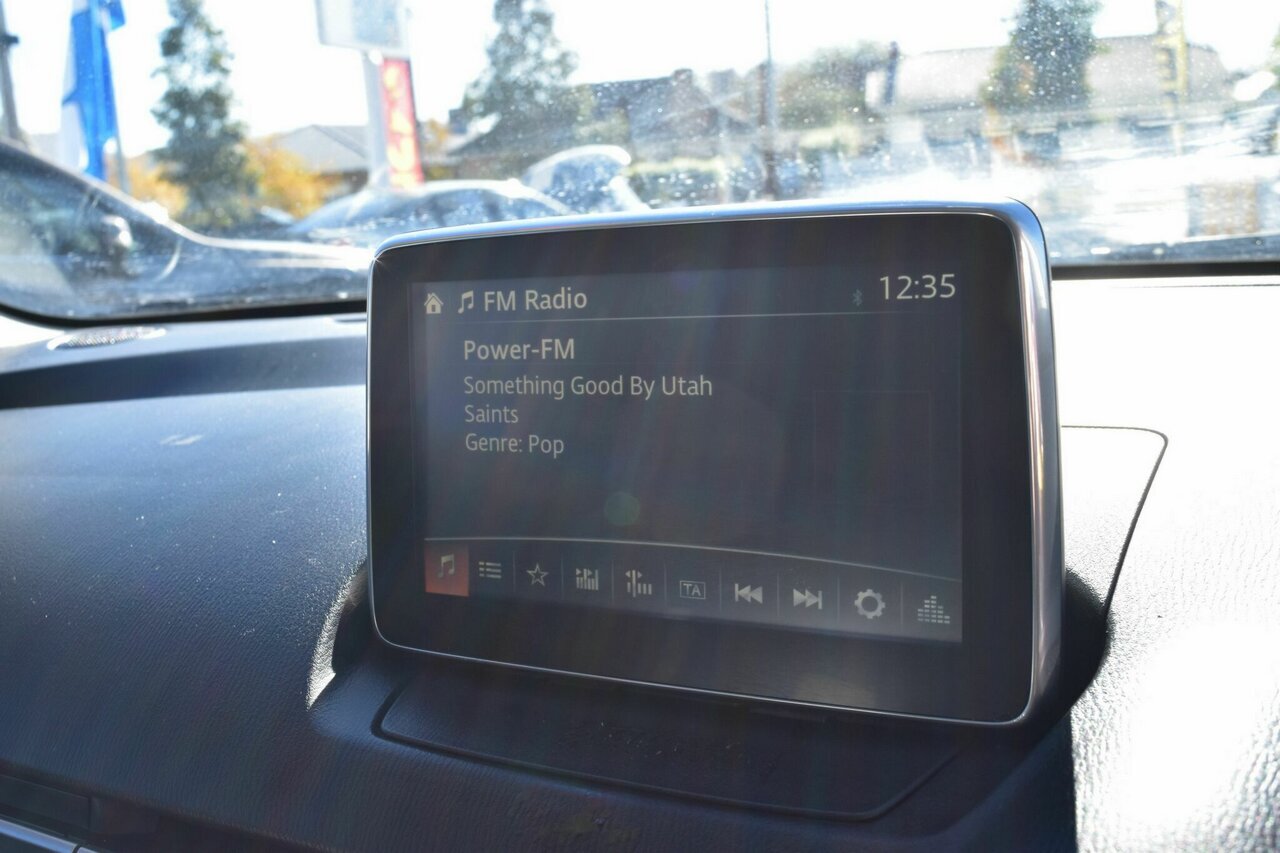 FM Radio 12:35
Power-FM
Something Good By Utah
Saints
Genre: Pop
TA